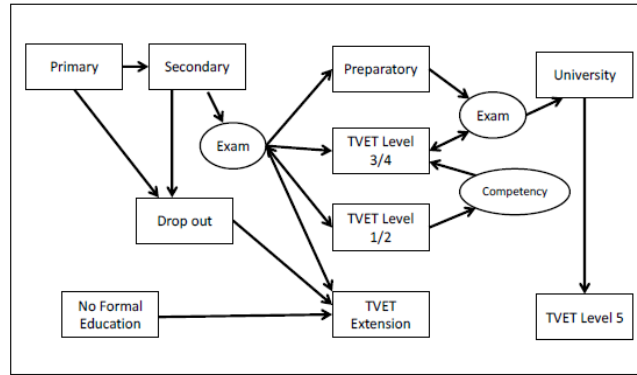 Primary
Secondary
Preparatory
University
Exam
Exam
TVET Level
3/4
Competency
Drop out
TVET Level
1/2
No Formal
Education
TVET
Extension
TVET Level 5